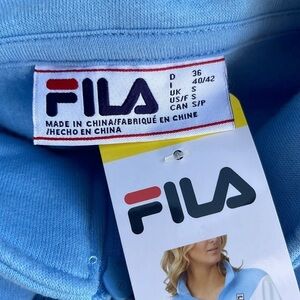 FILA
D 36
I 40/42
UK S
US/F S
CAN S/P
MADE IN CHINA/FABRIQUÉ EN CHINE
/HECHO EN CHINA
FILA